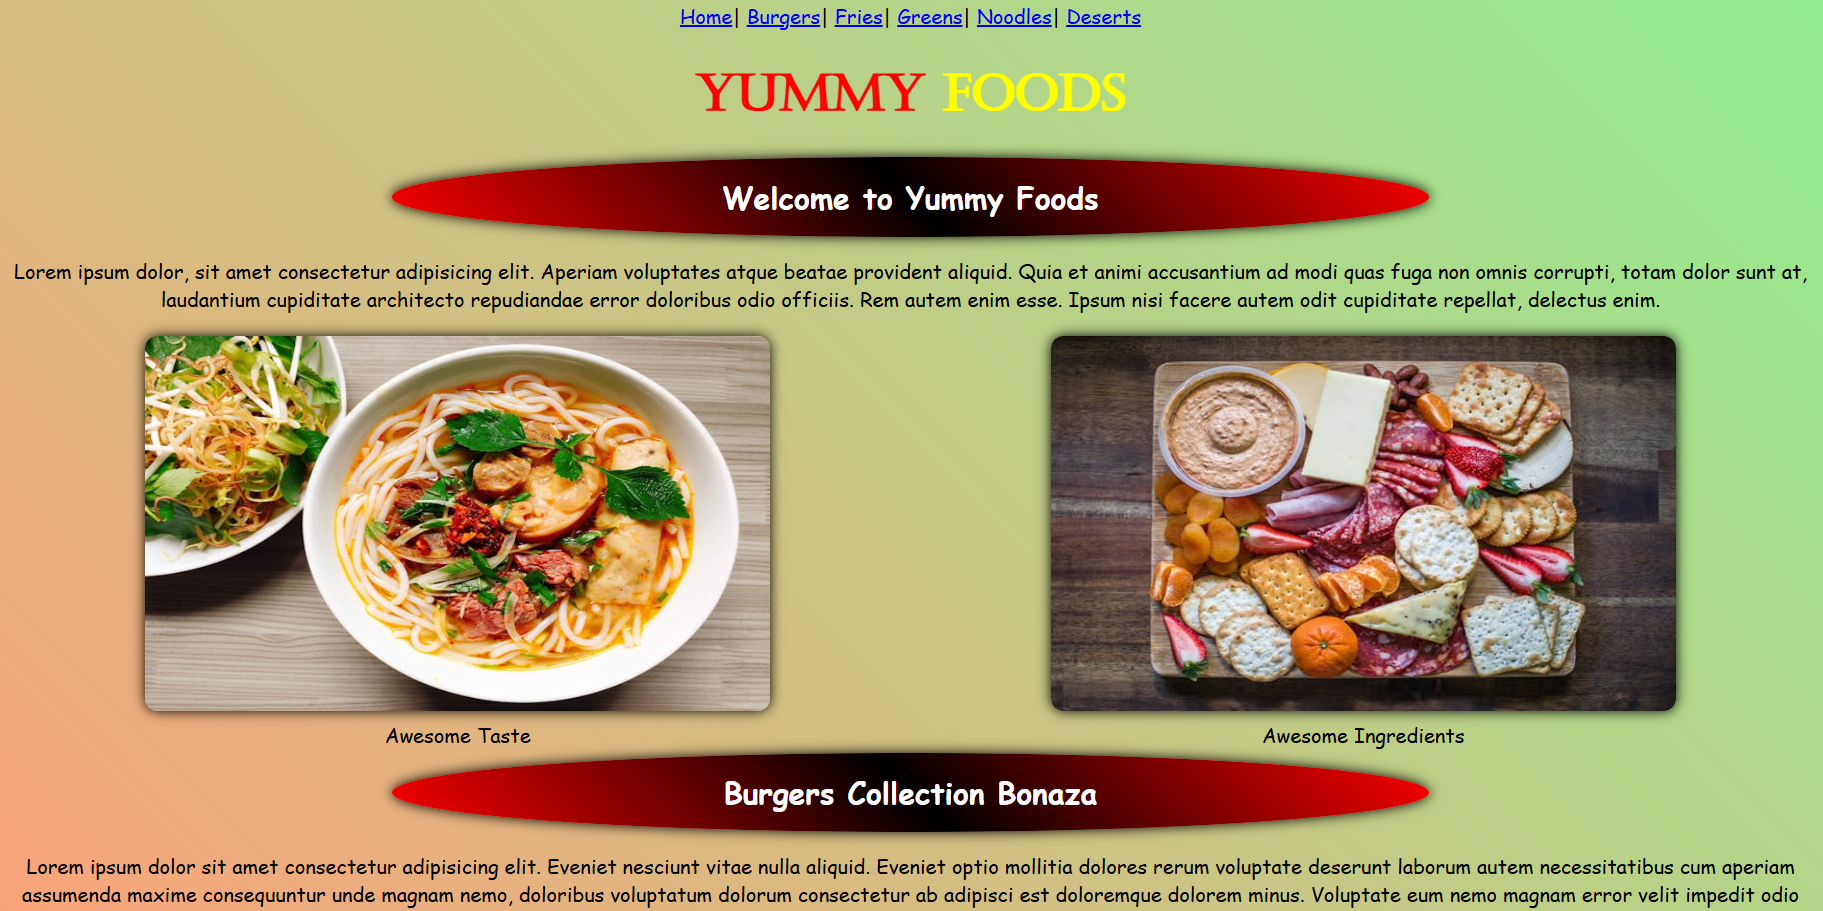 Home| Burgers| Fries| Greens| Noodles| Deserts
YUMMY FOODS
Welcome to Yummy Foods
Lorem ipsum dolor, sit amet consectetur adipisicing elit. Aperiam voluptates atque beatae provident aliquid. Quia et animi accusantium ad modi quas fuga non omnis corrupti, totam dolor sunt at,
laudantium cupiditate architecto repudiandae error doloribus odio officiis. Rem autem enim esse. Ipsum nisi facere autem odit cupiditate repellat, delectus enim.
Awesome Taste
Awesome Ingredients
Burgers Collection Bonaza
Lorem ipsum dolor sit amet consectetur adipisicing elit. Eveniet nesciunt vitae nulla aliquid. Eveniet optio mollitia dolores rerum voluptate deserunt laborum autem necessitatibus cum aperiam
assumenda maxime consequuntur unde magnam nemo, doloribus voluptatum dolorum consectetur ab adipisci est doloremque dolorem minus. Voluptate eum nemo magnam error velit impedit odio